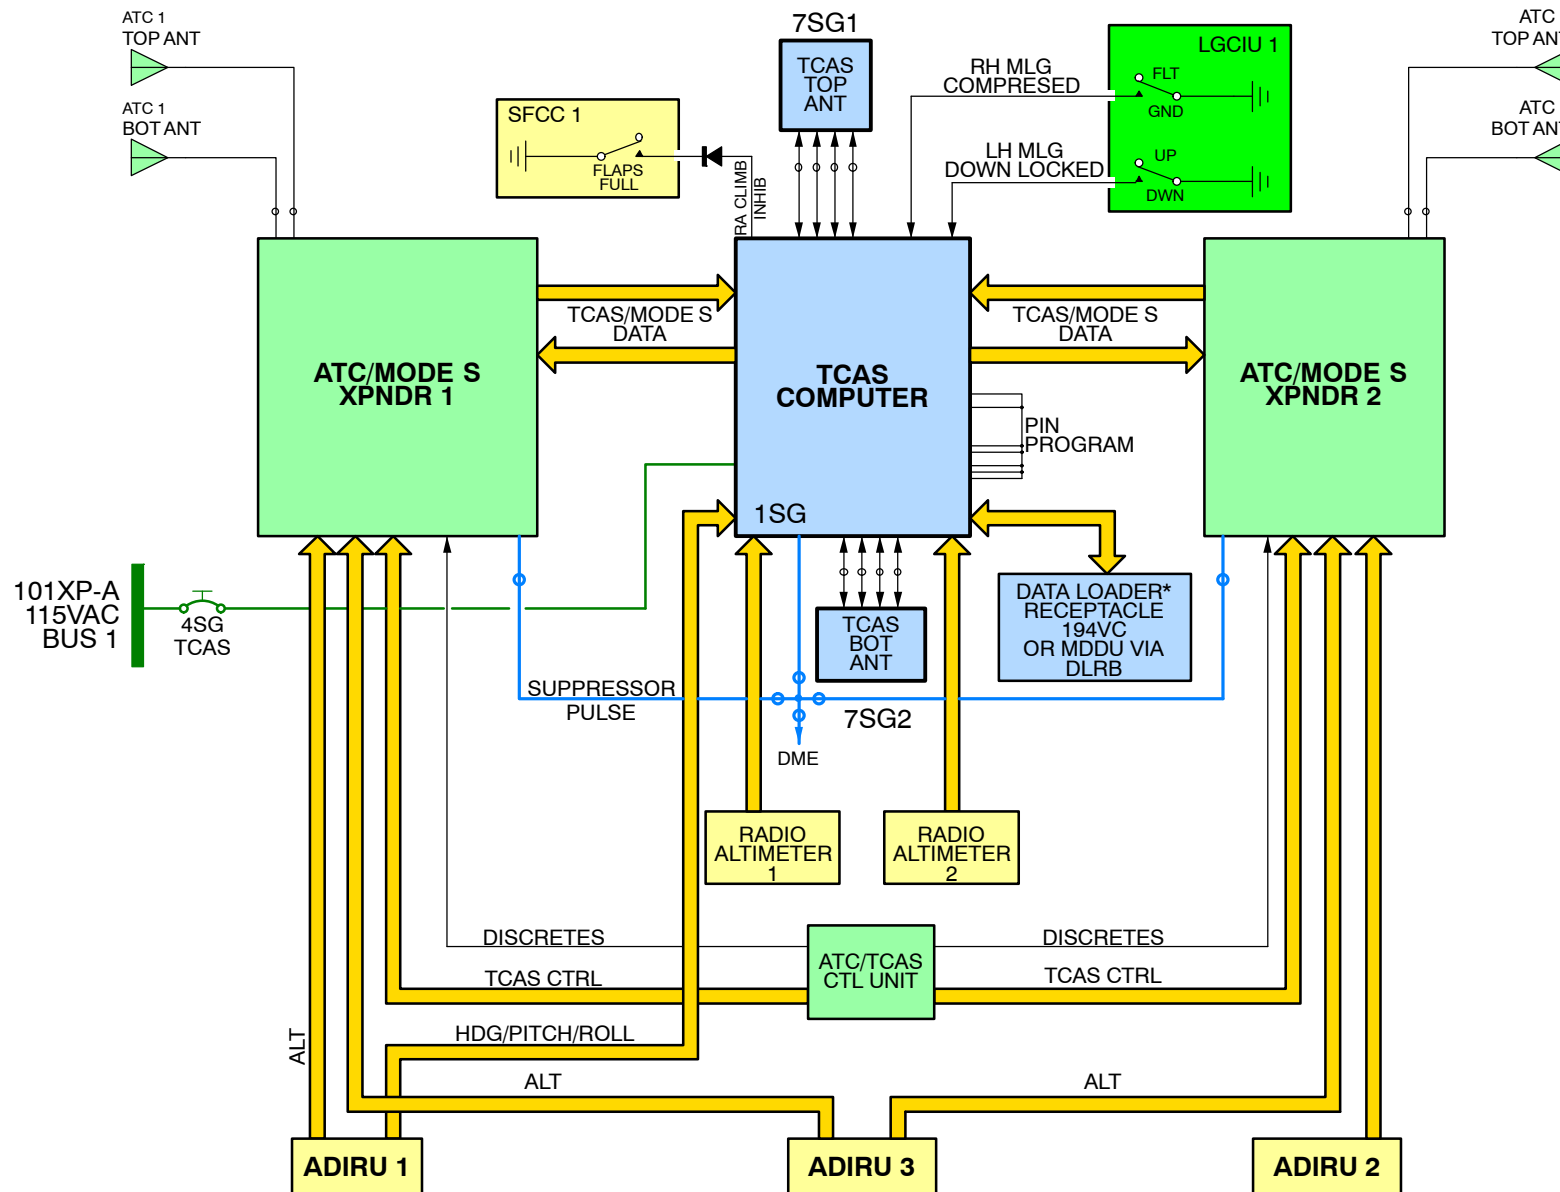 ATC 1
TOP ANT
ATC 1
BOT ANT
SFCC 1
FLAPS
FULL
RA CLIMB
INHIB
7SG1
TCAS
TOP
ANT
RH MLG
COMPRESED
LH MLG
DOWN LOCKED
LGCIU 1
FLT
GND
UP
DWN
ATC
TOP ANT
ATC
BOT ANT
ATC/MODE S
XPNDR 1
TCAS/MODE S
DATA
TCAS
COMPUTER
1SG
TCAS/MODE S
DATA
PIN
PROGRAM
ATC/MODE S
XPNDR 2
101XP-A
115VAC
BUS 1
4SG
TCAS
TCAS
BOT
ANT
7SG2
DATA LOADER*
RECEPTACLE
194VC
OR MDDU VIA
DLRB
SUPPRESSOR
PULSE
DME
RADIO
ALTIMETER
1
RADIO
ALTIMETER
2
DISCRETES
TCAS CTRL
ATC/TCAS
CTL UNIT
DISCRETES
TCAS CTRL
HDG/PITCH/ROLL
ALT
ALT
ALT
ADIRU 1
ADIRU 3
ADIRU 2